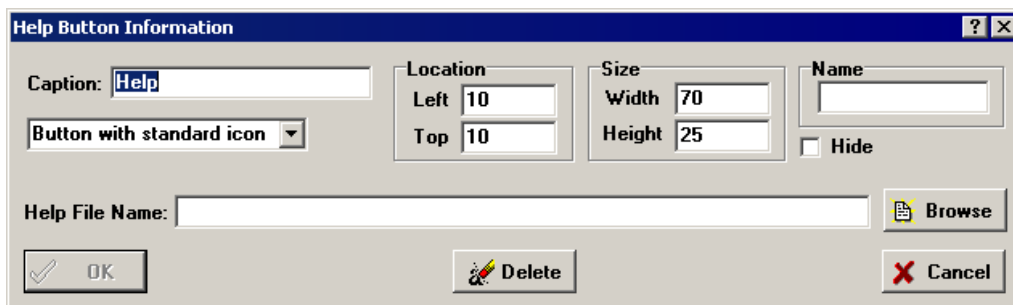 Help Button Information
Caption: Help
Button with standard icon
Location
Left 10
Top 10
Size
Width 70
Height 25
Name
Hide
Help File Name:
Browse
OK
Delete
Cancel